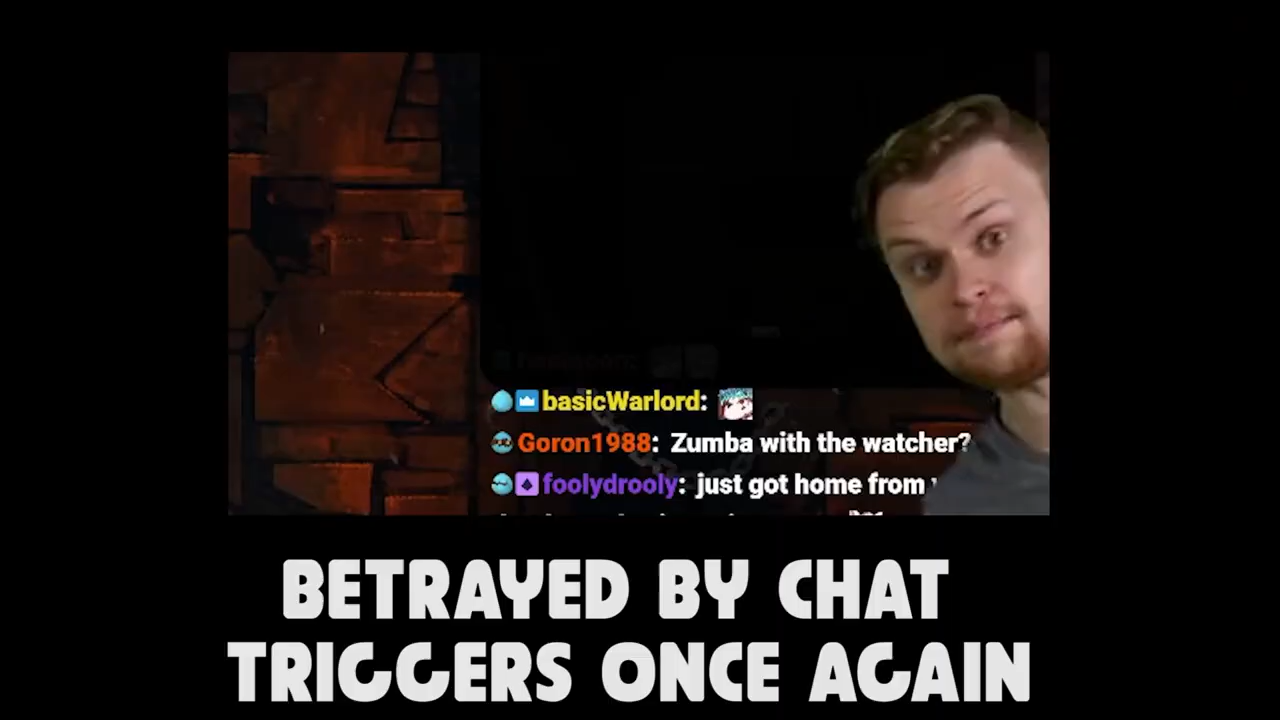 basicWarlord:
Goron1988: Zumba with the watcher?
foolydrooly: just got home from
BETRAYED BY CHAT
TRIGGERS ONCE AGAIN